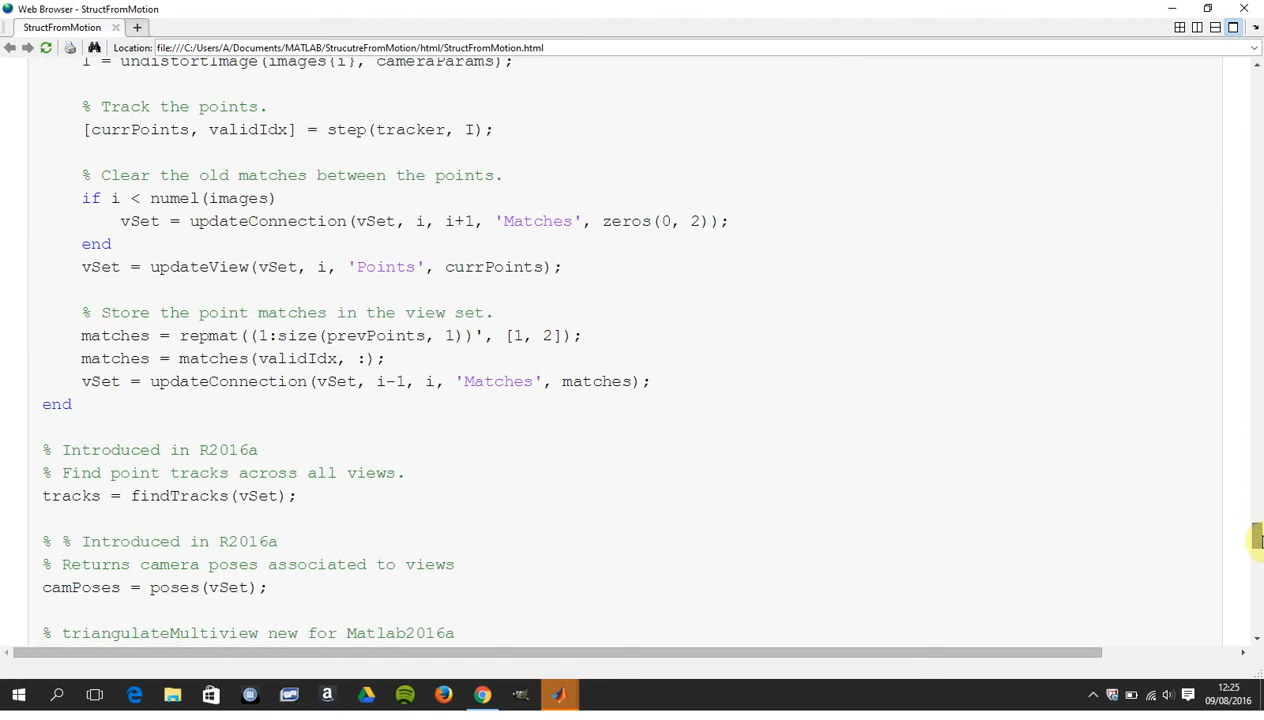 Web Browser - StructFromMotion
StructFromMotion
Location: file:///C:/Users/A/Documents/MATLAB/StrucutreFromMotion/html/StructFromMotion.html
I = undistortImage(images{i}, cameraParams);
% Track the points.
[currPoints, validIdx] = step(tracker, I);
% Clear the old matches between the points.
if i < numel(images)
vSet = updateConnection(vSet, i, i+1, 'Matches', zeros(0, 2));
end
vSet = updateView(vSet, i, 'Points', currPoints);
% Store the point matches in the view set.
matches = repmat((1:size(prevPoints, 1))', [1, 2]);
matches = matches(validIdx, :);
vSet = updateConnection(vSet, i-1, i, 'Matches', matches);
end
% Introduced in R2016a
% Find point tracks across all views.
tracks = findTracks(vSet);
% % Introduced in R2016a
% Returns camera poses associated to views
camPoses = poses(vSet);
% triangulateMultiview new for Matlab2016a
12:25
09/08/2016